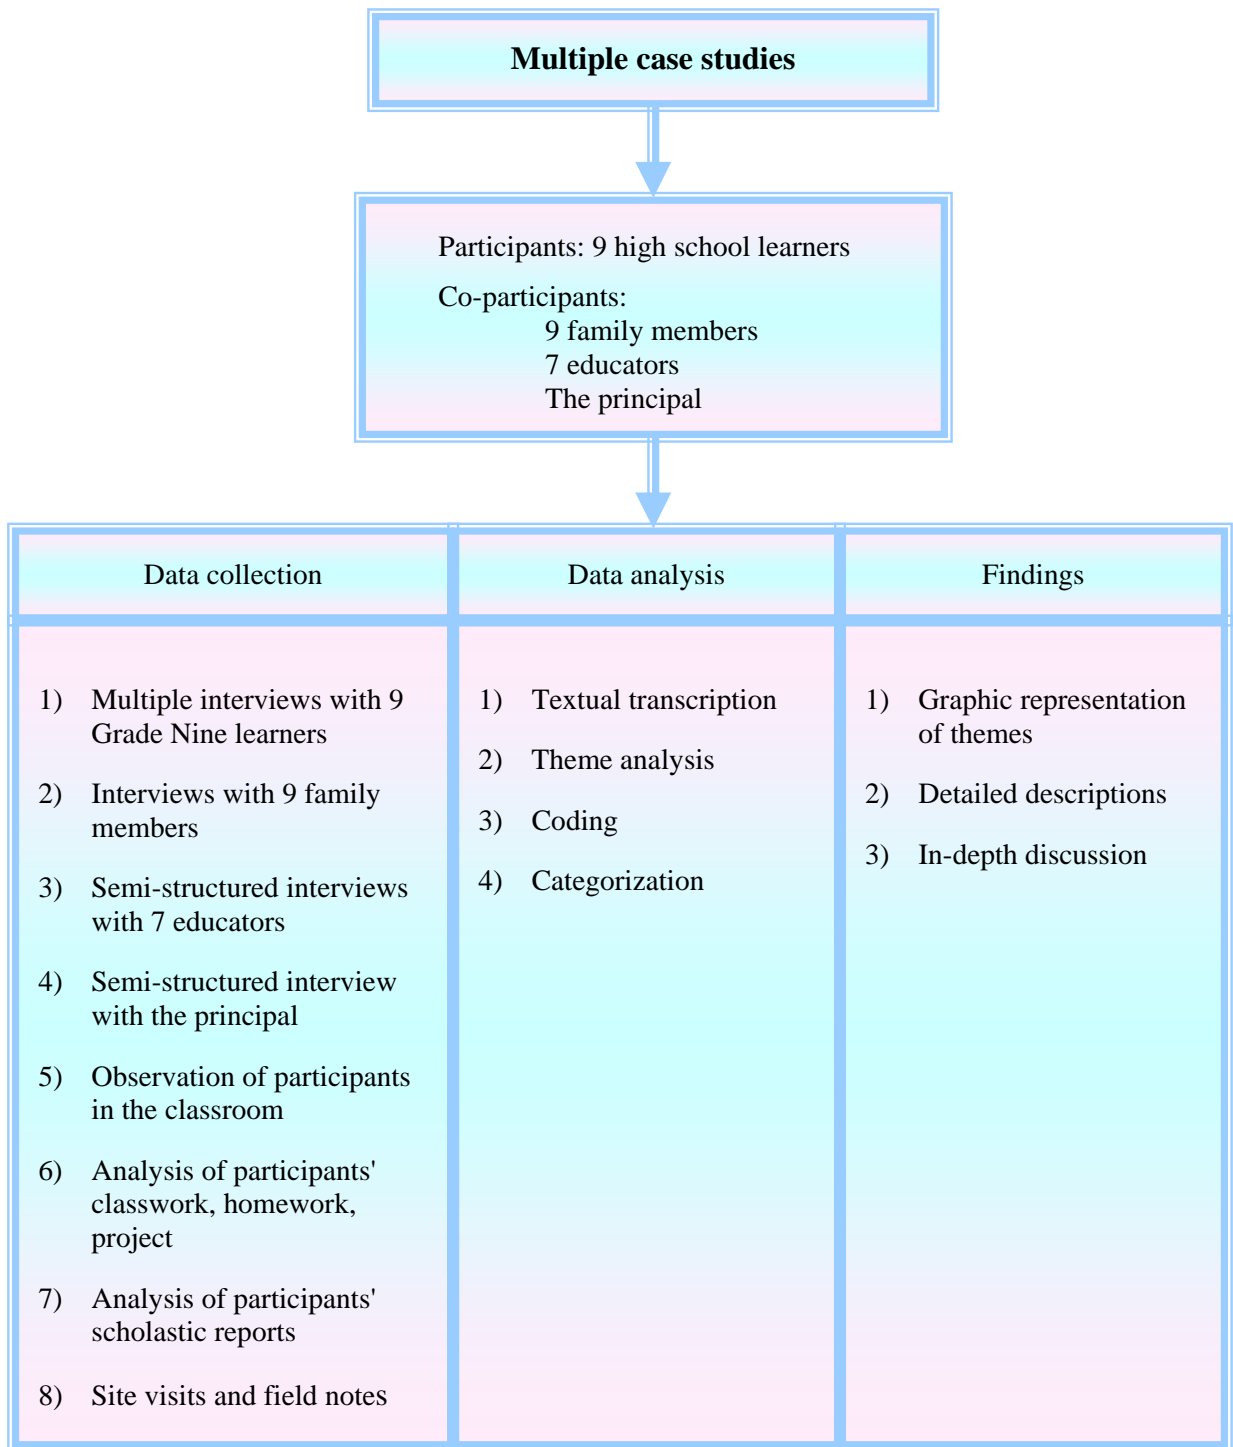 Multiple case studies
Participants: 9 high school learners
Co-participants:
9 family members
7 educators
The principal
Data collection
Data analysis
Findings
1) Multiple interviews with 9
Grade Nine learners
2) Interviews with 9 family
members
3) Semi-structured interviews
with 7 educators
4) Semi-structured interview
with the principal
5) Observation of participants
in the classroom
6) Analysis of participants'
classwork, homework,
project
7) Analysis of participants'
scholastic reports
8) Site visits and field notes
1) Textual transcription
2) Theme analysis
3) Coding
4) Categorization
1) Graphic representation
of themes
2) Detailed descriptions
3) In-depth discussion